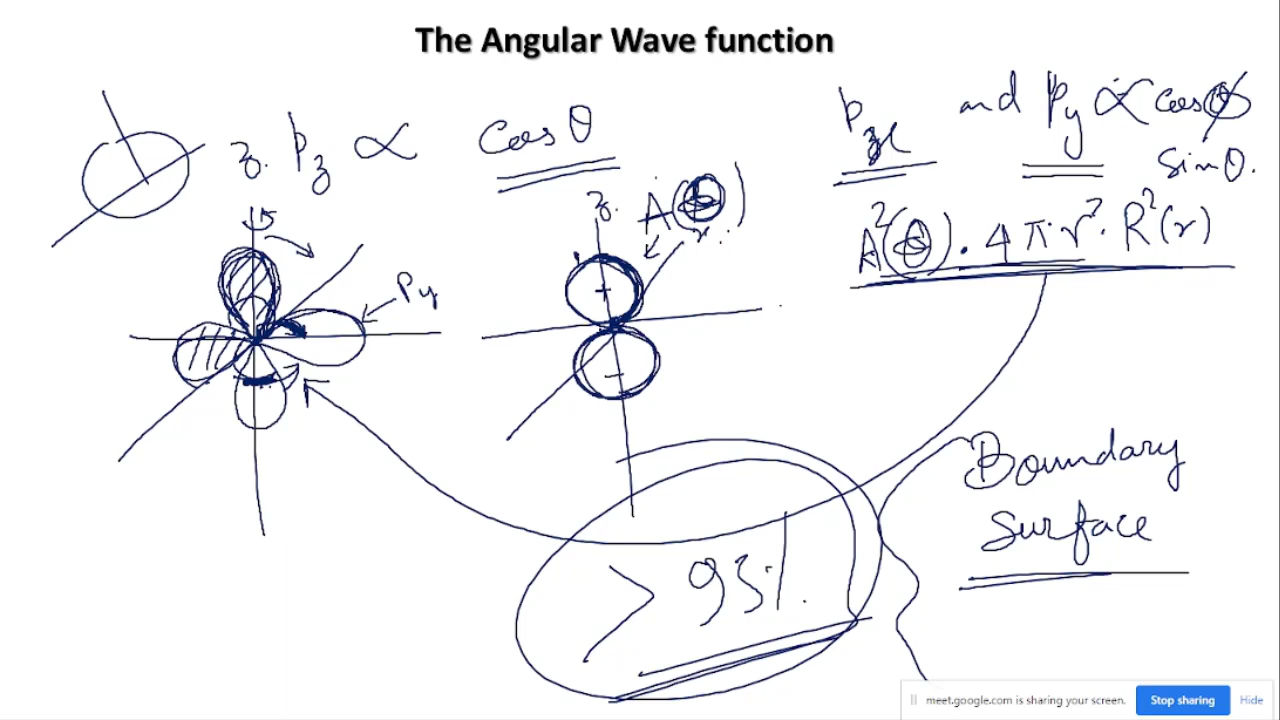 The Angular Wave function
z. Pz ∝ cos θ
Px and Py ∝ cos ϕ
sin θ.
z.
A(θ)
r.
A²(θ) . 4πr² . R²(r)
Py
+
−
Boundary
Surface
> 95%
meet.google.com is sharing your screen. Stop sharing Hide